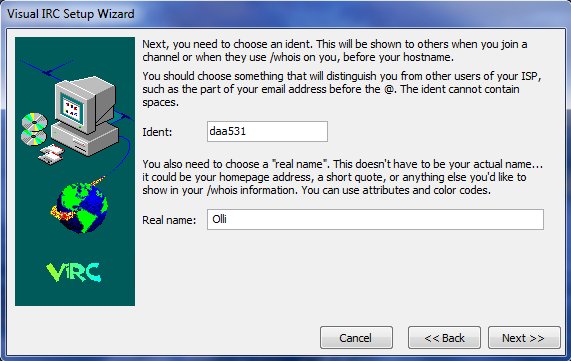 Visual IRC Setup Wizard
Next, you need to choose an ident. This will be shown to others when you join a
channel or when they use /whois on you, before your hostname.
You should choose something that will distinguish you from other users of your ISP,
such as the part of your email address before the @. The ident cannot contain
spaces.
Ident: daa531
You also need to choose a "real name". This doesn't have to be your actual name...
it could be your homepage address, a short quote, or anything else you'd like to
show in your /whois information. You can use attributes and color codes.
Real name: Olli
ViRC
Cancel << Back Next >>